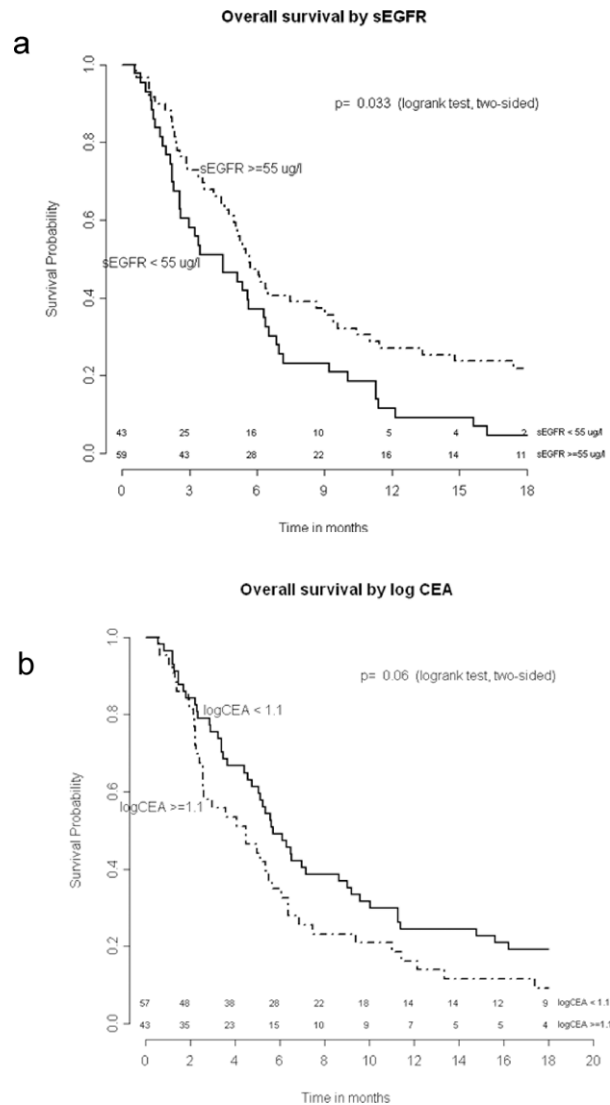 Overall survival by sEGFR
a
p= 0.033 (logrank test, two-sided)
1.0
0.8
0.6
0.4
0.2
0.0
Survival Probability
sEGFR >=55 ug/l
sEGFR < 55 ug/l
43 25 16 10 5 4 2 sEGFR < 55 ug/l
59 43 28 22 16 14 11 sEGFR >=55 ug/l
0 3 6 9 12 15 18
Time in months
Overall survival by log CEA
b
p= 0.06 (logrank test, two-sided)
1.0
0.8
0.6
0.4
0.2
0.0
Survival Probability
logCEA < 1.1
logCEA >=1.1
57 48 38 28 22 18 14 14 12 9 logCEA < 1.1
43 35 23 15 10 9 7 5 5 4 logCEA >=1.1
0 2 4 6 8 10 12 14 16 18 20
Time in months